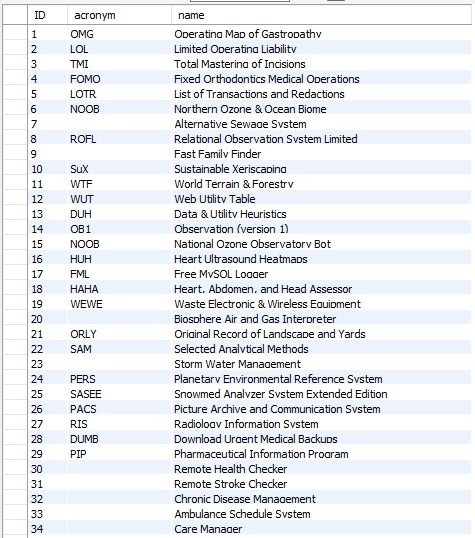 ID acronym name
1 OMG Operating Map of Gastropathy
2 LOL Limited Operating Liability
3 TMI Total Mastering of Incisions
4 FOMO Fixed Orthodontics Medical Operations
5 LOTR List of Transactions and Redactions
6 NOOB Northern Ozone & Ocean Biome
7 Alternative Sewage System
8 ROFL Relational Observation System Limited
9 Fast Family Finder
10 SuX Sustainable Xeriscaping
11 WTF World Terrain & Forestry
12 WUT Web Utility Table
13 DUH Data & Utility Heuristics
14 OB1 Observation (version 1)
15 NOOB National Ozone Observatory Bot
16 HUH Heart Ultrasound Heatmaps
17 FML Free MySQL Logger
18 HAHA Heart, Abdomen, and Head Assessor
19 WEWE Waste Electronic & Wireless Equipment
20 Biosphere Air and Gas Interpreter
21 ORLY Original Record of Landscape and Yards
22 SAM Selected Analytical Methods
23 Storm Water Management
24 PERS Planetary Environmental Reference System
25 SASEE Snowmed Analyzer System Extended Edition
26 PACS Picture Archive and Communication System
27 RIS Radiology Information System
28 DUMB Download Urgent Medical Backups
29 PIP Pharmaceutical Information Program
30 Remote Health Checker
31 Remote Stroke Checker
32 Chronic Disease Management
33 Ambulance Schedule System
34 Care Manager